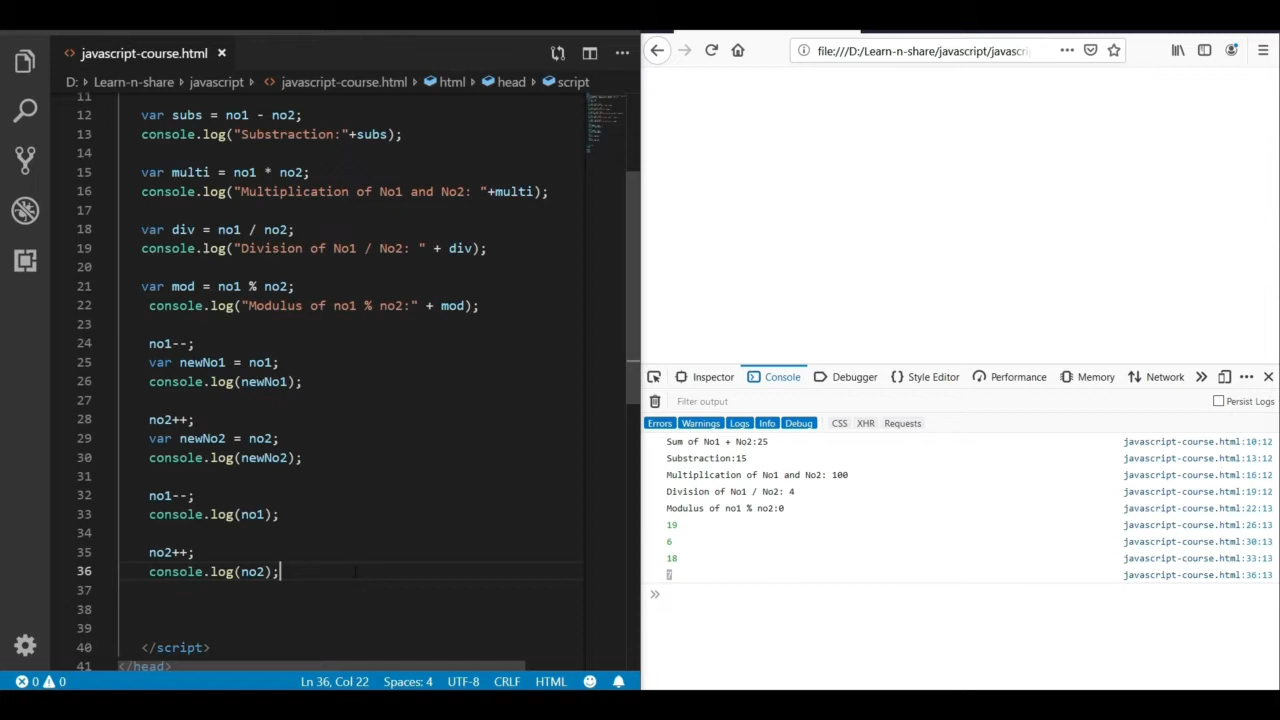 javascript-course.html
D: Learn-n-share javascript javascript-course.html html head script
11
12 var subs = no1 - no2;
13 console.log("Substraction:"+subs);
14
15 var multi = no1 * no2;
16 console.log("Multiplication of No1 and No2: "+multi);
17
18 var div = no1 / no2;
19 console.log("Division of No1 / No2: " + div);
20
21 var mod = no1 % no2;
22 console.log("Modulus of no1 % no2:" + mod);
23
24 no1--;
25 var newNo1 = no1;
26 console.log(newNo1);
27
28 no2++;
29 var newNo2 = no2;
30 console.log(newNo2);
31
32 no1--;
33 console.log(no1);
34
35 no2++;
36 console.log(no2);
37
38
39
40 </script>
41 </head>
0 0 Ln 36, Col 22 Spaces: 4 UTF-8 CRLF HTML
file:///D:/Learn-n-share/javascript/javascri
Inspector Console Debugger Style Editor Performance Memory Network
Filter output Persist Logs
Errors Warnings Logs Info Debug CSS XHR Requests
Sum of No1 + No2:25 javascript-course.html:10:12
Substraction:15 javascript-course.html:13:12
Multiplication of No1 and No2: 100 javascript-course.html:16:12
Division of No1 / No2: 4 javascript-course.html:19:12
Modulus of no1 % no2:0 javascript-course.html:22:13
19 javascript-course.html:26:13
6 javascript-course.html:30:13
18 javascript-course.html:33:13
7 javascript-course.html:36:13